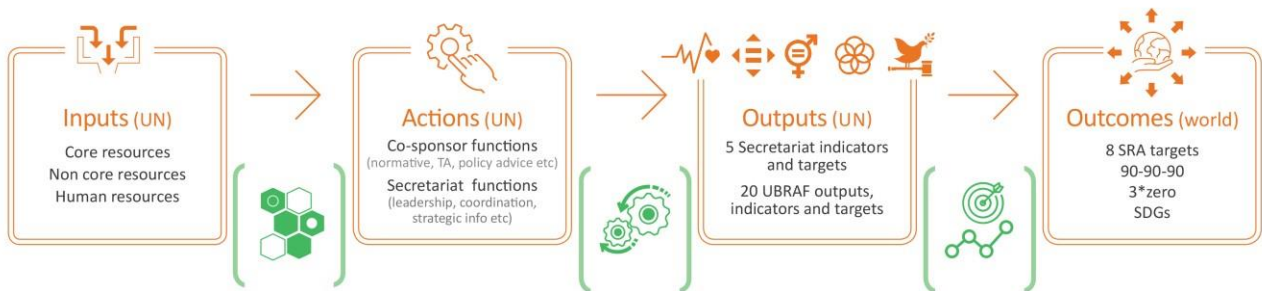 Inputs (UN)
Core resources
Non core resources
Human resources
Actions (UN)
Co-sponsor functions
(normative, TA, policy advice etc)
Secretariat functions
(leadership, coordination,
strategic info etc)
Outputs (UN)
5 Secretariat indicators
and targets
20 UBRAF outputs,
indicators and targets
Outcomes (world)
8 SRA targets
90-90-90
3*zero
SDGs